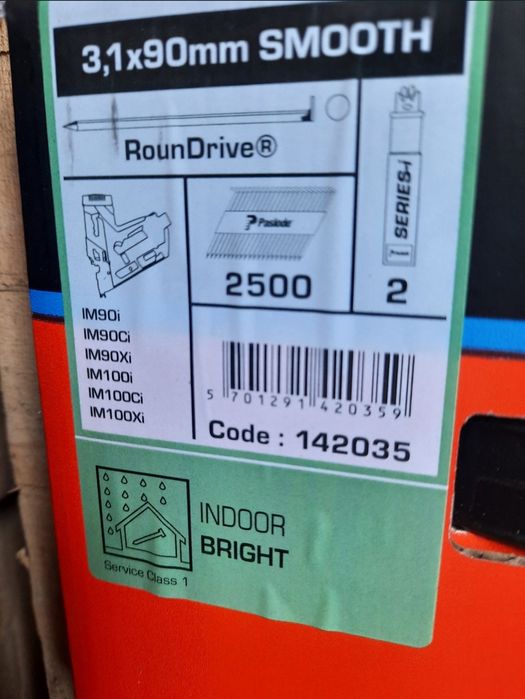 3,1x90mm SMOOTH
RounDrive®
SERIES-i
Paslode
2500
2
IM90i
IM90Ci
IM90Xi
IM100i
IM100Ci
IM100Xi
5 701291 420359
Code : 142035
INDOOR
BRIGHT
Service Class 1